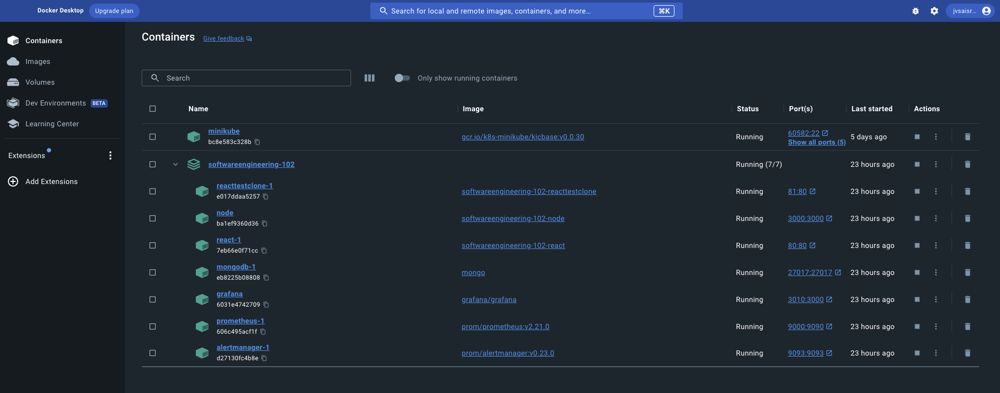 Docker Desktop Upgrade plan Search for local and remote images, containers, and more... ⌘K jvsaisr...
Containers
Images
Volumes
Dev Environments BETA
Learning Center
Extensions
Add Extensions
Containers Give feedback
Search Only show running containers
Name Image Status Port(s) Last started Actions
minikube
bc8e583c328b
gcr.io/k8s-minikube/kicbase:v0.0.30 Running 60582:22
Show all ports (5) 5 days ago
softwareengineering-102 Running (7/7) 23 hours ago
reacttestclone-1
e017ddaa5257
softwareengineering-102-reacttestclone Running 81:80 23 hours ago
node
ba1ef9360d36
softwareengineering-102-node Running 3000:3000 23 hours ago
react-1
7eb66e0f71cc
softwareengineering-102-react Running 80:80 23 hours ago
mongodb-1
eb8225b08808
mongo Running 27017:27017 23 hours ago
grafana
6031e4742709
grafana/grafana Running 3010:3000 23 hours ago
prometheus-1
606c495acf1f
prom/prometheus:v2.21.0 Running 9000:9090 23 hours ago
alertmanager-1
d27130fc4b8e
prom/alertmanager:v0.23.0 Running 9093:9093 23 hours ago